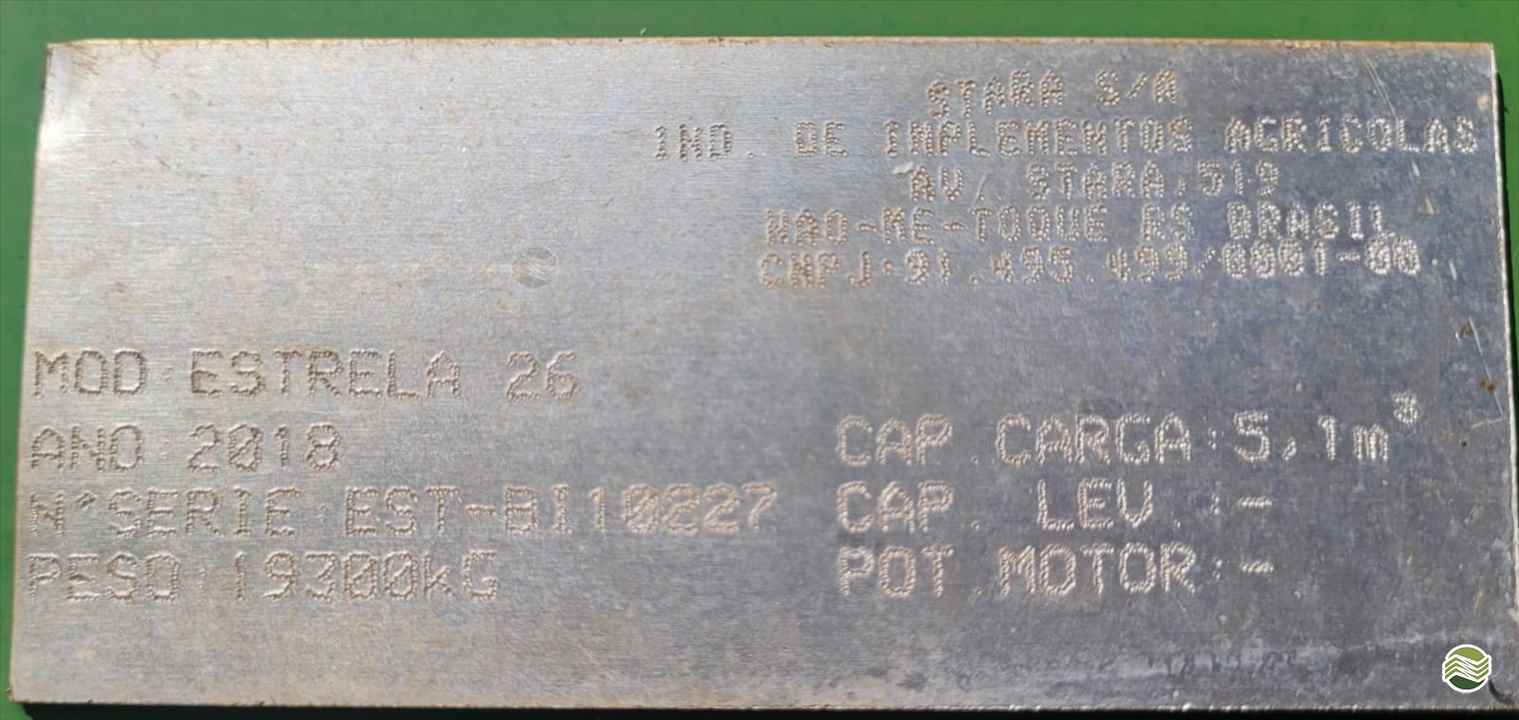 STARA S/A
IND. DE IMPLEMENTOS AGRICOLAS
AV. STARA,519
NAO-ME-TOQUE RS BRASIL
CNPJ:91.495.499/0001-00
MOD:ESTRELA 26
ANO:2018
N°SERIE:EST-BI110227
PESO:19300kG
CAP.CARGA:5,1m³
CAP. LEV.:-
POT.MOTOR:-